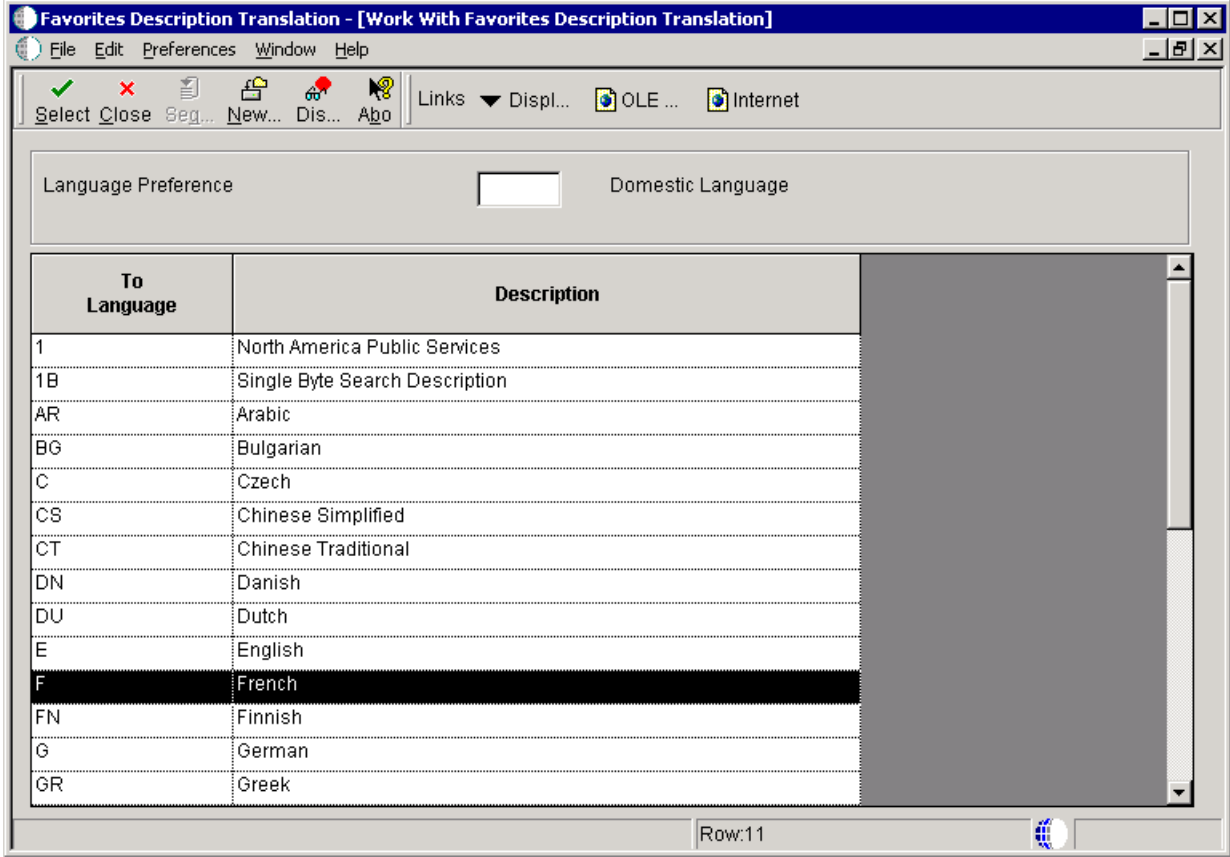 Favorites Description Translation - [Work With Favorites Description Translation]
File Edit Preferences Window Help
Select Close Seq... New... Dis... Abo Links Displ... OLE ... Internet
Language Preference Domestic Language
To Language Description
1 North America Public Services
1B Single Byte Search Description
AR Arabic
BG Bulgarian
C Czech
CS Chinese Simplified
CT Chinese Traditional
DN Danish
DU Dutch
E English
F French
FN Finnish
G German
GR Greek
Row:11